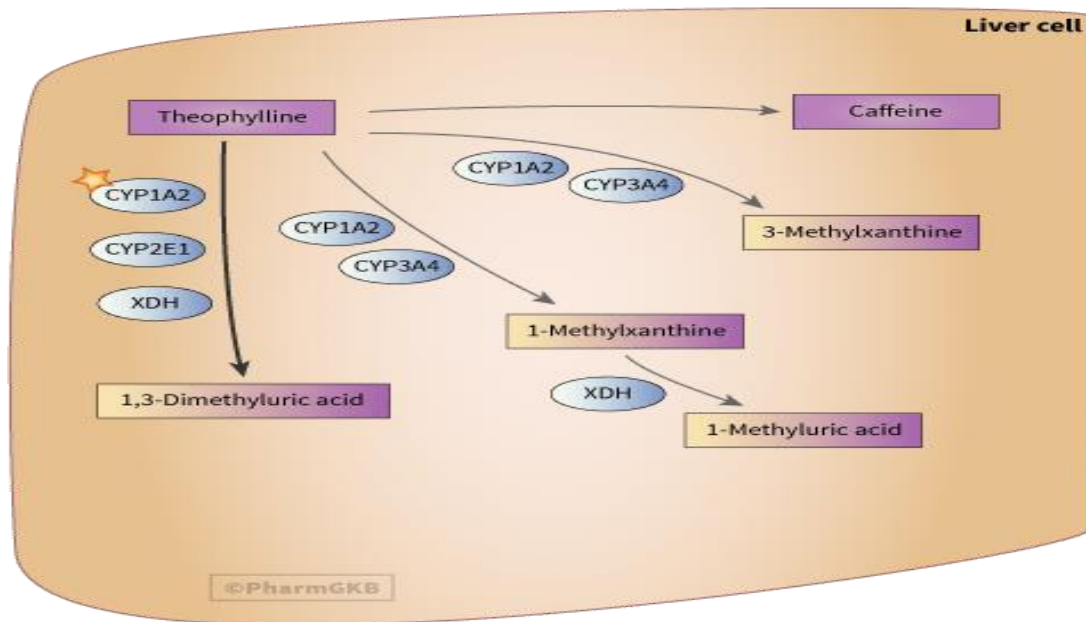 Liver cell
Theophylline
Caffeine
CYP1A2
CYP3A4
CYP1A2
CYP2E1
XDH
CYP1A2
CYP3A4
3-Methylxanthine
1-Methylxanthine
1,3-Dimethyluric acid
XDH
1-Methyluric acid
©PharmGKB